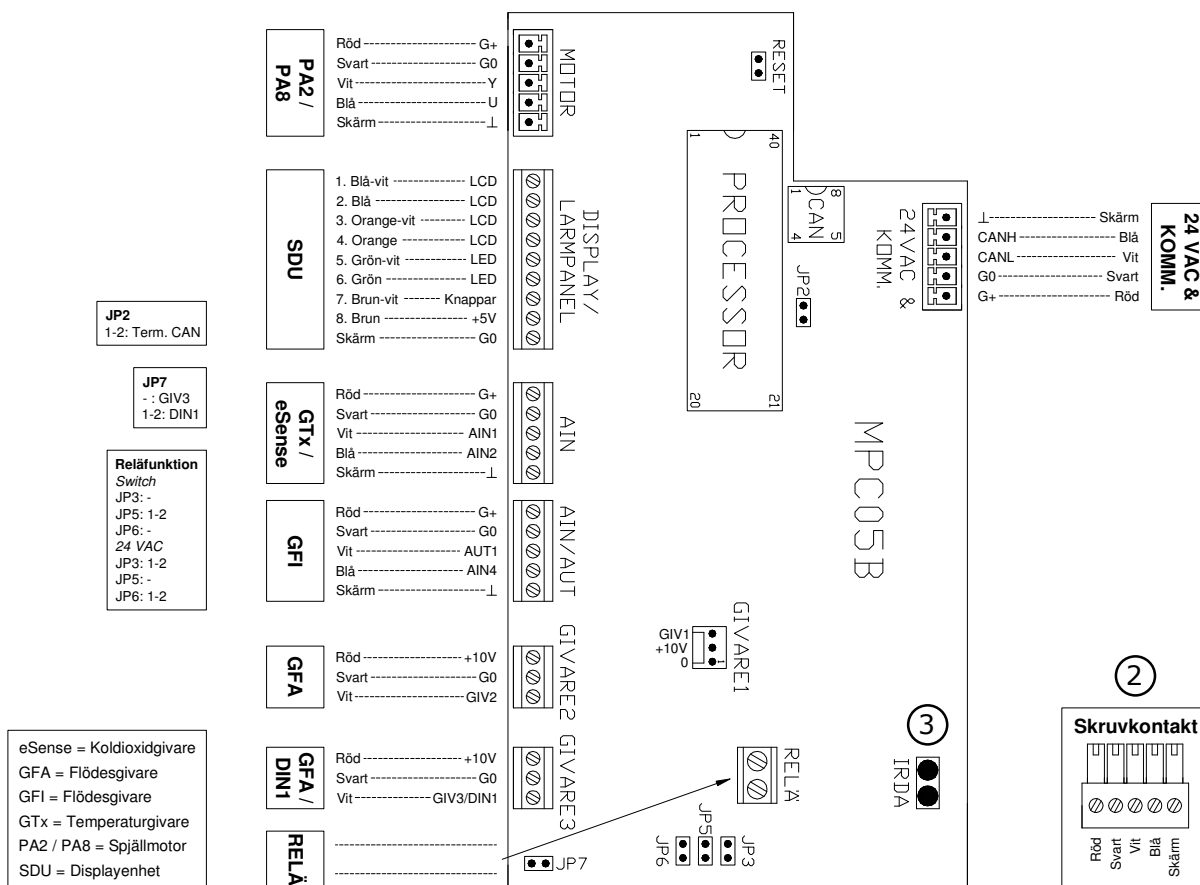 PA2 /
PA8
Röd G+
Svart G0
Vit Y
Blå U
Skärm ⊥
MOTOR
RESET
SDU
1. Blå-vit LCD
2. Blå LCD
3. Orange-vit LCD
4. Orange LCD
5. Grön-vit LED
6. Grön LED
7. Brun-vit Knappar
8. Brun +5V
Skärm G0
DISPLAY/
LARMPANEL
1 40
PROCESSOR
20 21
1 8
CAN
4 5
JP2
24VAC &
KOMM.
⊥ Skärm
CANH Blå
CANL Vit
G0 Svart
G+ Röd
24 VAC &
KOMM.
JP2
1-2: Term. CAN
JP7
- : GIV3
1-2: DIN1
Reläfunktion
Switch
JP3: -
JP5: 1-2
JP6: -
24 VAC
JP3: 1-2
JP5: -
JP6: 1-2
GTx /
eSense
Röd G+
Svart G0
Vit AIN1
Blå AIN2
Skärm ⊥
AIN
GFI
Röd G+
Svart G0
Vit AUT1
Blå AIN4
Skärm ⊥
AIN/AUT
MPC05B
GFA
Röd +10V
Svart G0
Vit GIV2
GIVARE2
GIV1
+10V
0
1
GIVARE1
GFA /
DIN1
Röd +10V
Svart G0
Vit GIV3/DIN1
GIVARE3
RELÄ
JP7
RELÄ
JP6
JP5
JP3
3
IRDA
2
Skruvkontakt
Röd
Svart
Vit
Blå
Skärm
eSense = Koldioxidgivare
GFA = Flödesgivare
GFI = Flödesgivare
GTx = Temperaturgivare
PA2 / PA8 = Spjällmotor
SDU = Displayenhet